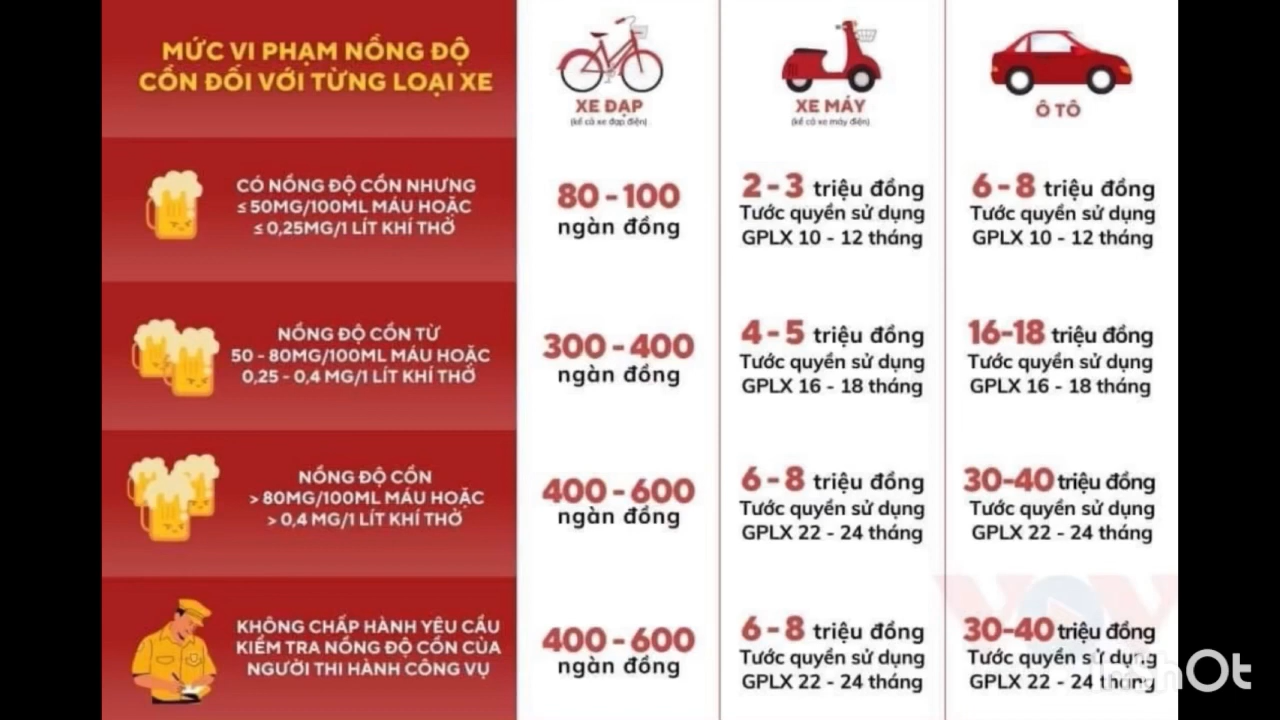 MỨC VI PHẠM NỒNG ĐỘ
CỒN ĐỐI VỚI TỪNG LOẠI XE
XE ĐẠP
(kể cả xe đạp điện)
XE MÁY
(kể cả xe máy điện)
Ô TÔ
CÓ NỒNG ĐỘ CỒN NHƯNG
≤ 50MG/100ML MÁU HOẶC
≤ 0,25MG/1 LÍT KHÍ THỞ
80 - 100
ngàn đồng
2 - 3 triệu đồng
Tước quyền sử dụng
GPLX 10 - 12 tháng
6 - 8 triệu đồng
Tước quyền sử dụng
GPLX 10 - 12 tháng
NỒNG ĐỘ CỒN TỪ
50 - 80MG/100ML MÁU HOẶC
0,25 - 0,4 MG/1 LÍT KHÍ THỞ
300 - 400
ngàn đồng
4 - 5 triệu đồng
Tước quyền sử dụng
GPLX 16 - 18 tháng
16-18 triệu đồng
Tước quyền sử dụng
GPLX 16 - 18 tháng
NỒNG ĐỘ CỒN
> 80MG/100ML MÁU HOẶC
> 0,4 MG/1 LÍT KHÍ THỞ
400 - 600
ngàn đồng
6 - 8 triệu đồng
Tước quyền sử dụng
GPLX 22 - 24 tháng
30-40 triệu đồng
Tước quyền sử dụng
GPLX 22 - 24 tháng
KHÔNG CHẤP HÀNH YÊU CẦU
KIỂM TRA NỒNG ĐỘ CỒN CỦA
NGƯỜI THI HÀNH CÔNG VỤ
400 - 600
ngàn đồng
6 - 8 triệu đồng
Tước quyền sử dụng
GPLX 22 - 24 tháng
30-40 triệu đồng
Tước quyền sử dụng
GPLX 22 - 24 tháng
VOV
InShOt